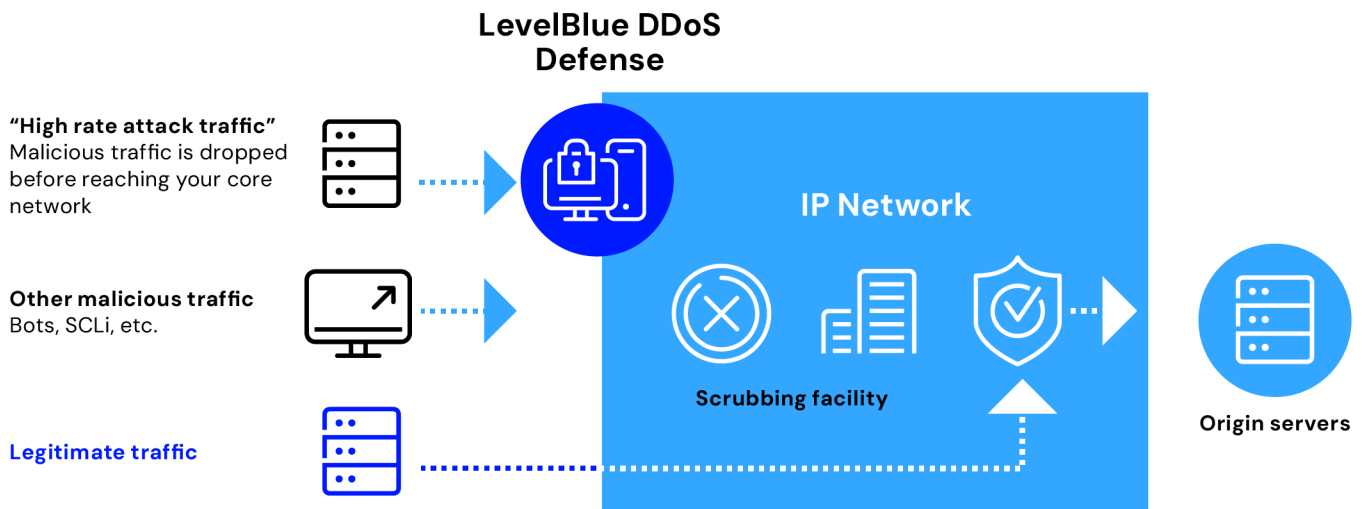 LevelBlue DDoS
Defense
“High rate attack traffic”
Malicious traffic is dropped
before reaching your core
network
IP Network
Other malicious traffic
Bots, SCLi, etc.
Scrubbing facility
Origin servers
Legitimate traffic